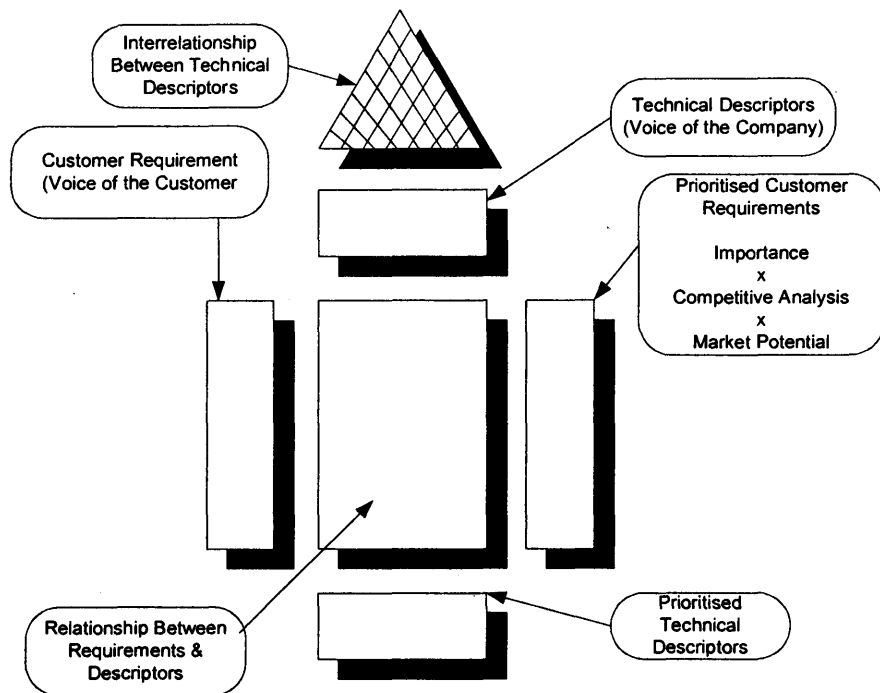 Interrelationship
Between Technical
Descriptors
Technical Descriptors
(Voice of the Company)
Customer Requirement
(Voice of the Customer
Prioritised Customer
Requirements
Importance
x
Competitive Analysis
x
Market Potential
Relationship Between
Requirements &
Descriptors
Prioritised
Technical
Descriptors